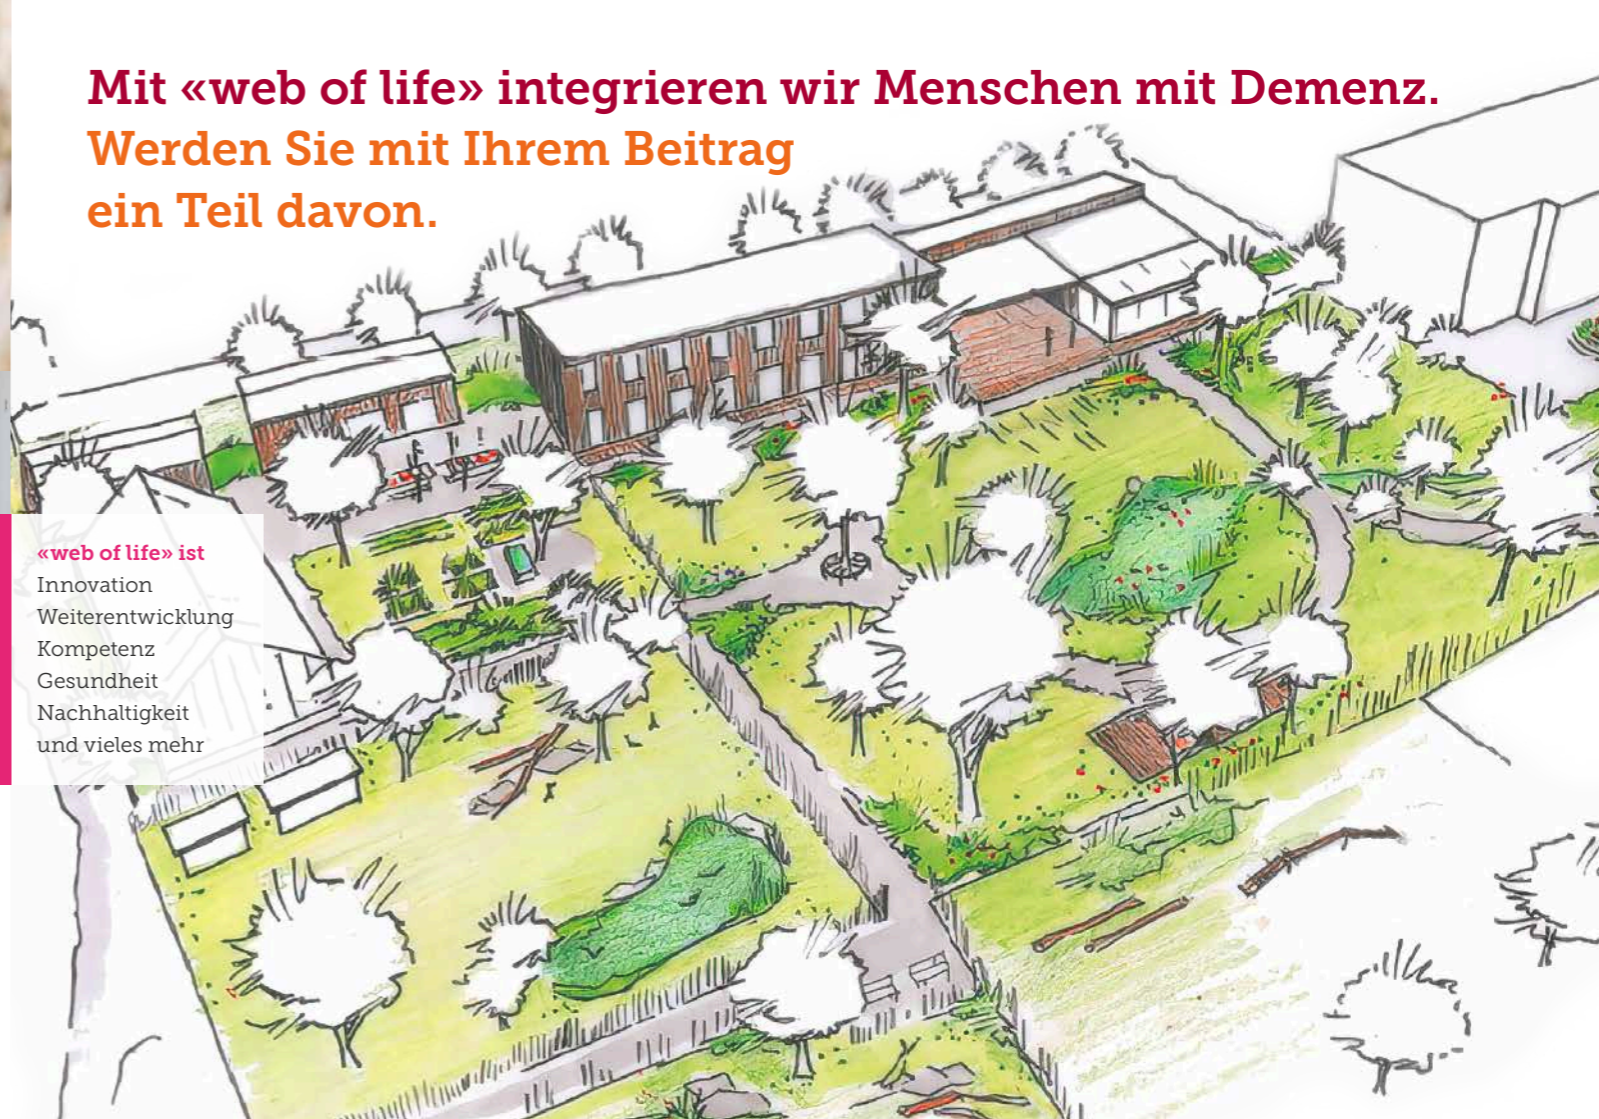 Mit «web of life» integrieren wir Menschen mit Demenz.
Werden Sie mit Ihrem Beitrag
ein Teil davon.
«web of life» ist
Innovation
Weiterentwicklung
Kompetenz
Gesundheit
Nachhaltigkeit
und vieles mehr